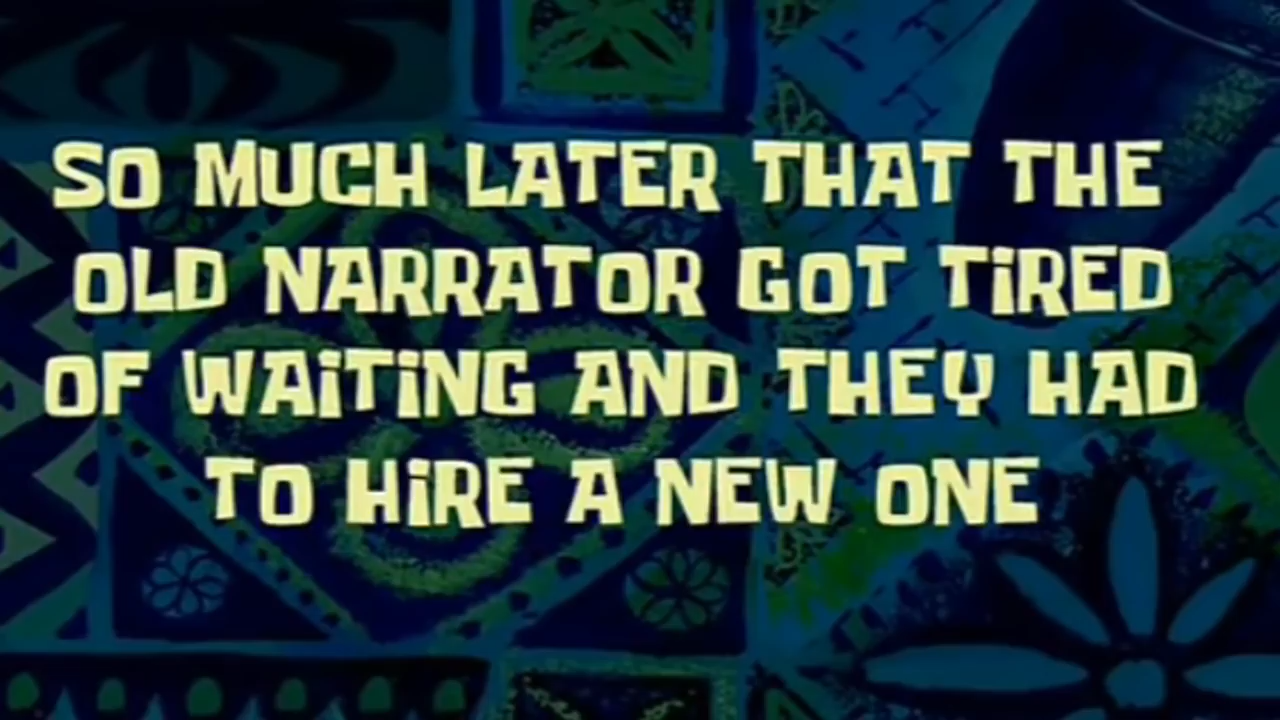 SO MUCH LATER THAT THE
OLD NARRATOR GOT TiRED
OF WAiTiNG AND THEY HAD
TO HiRE A NEW ONE